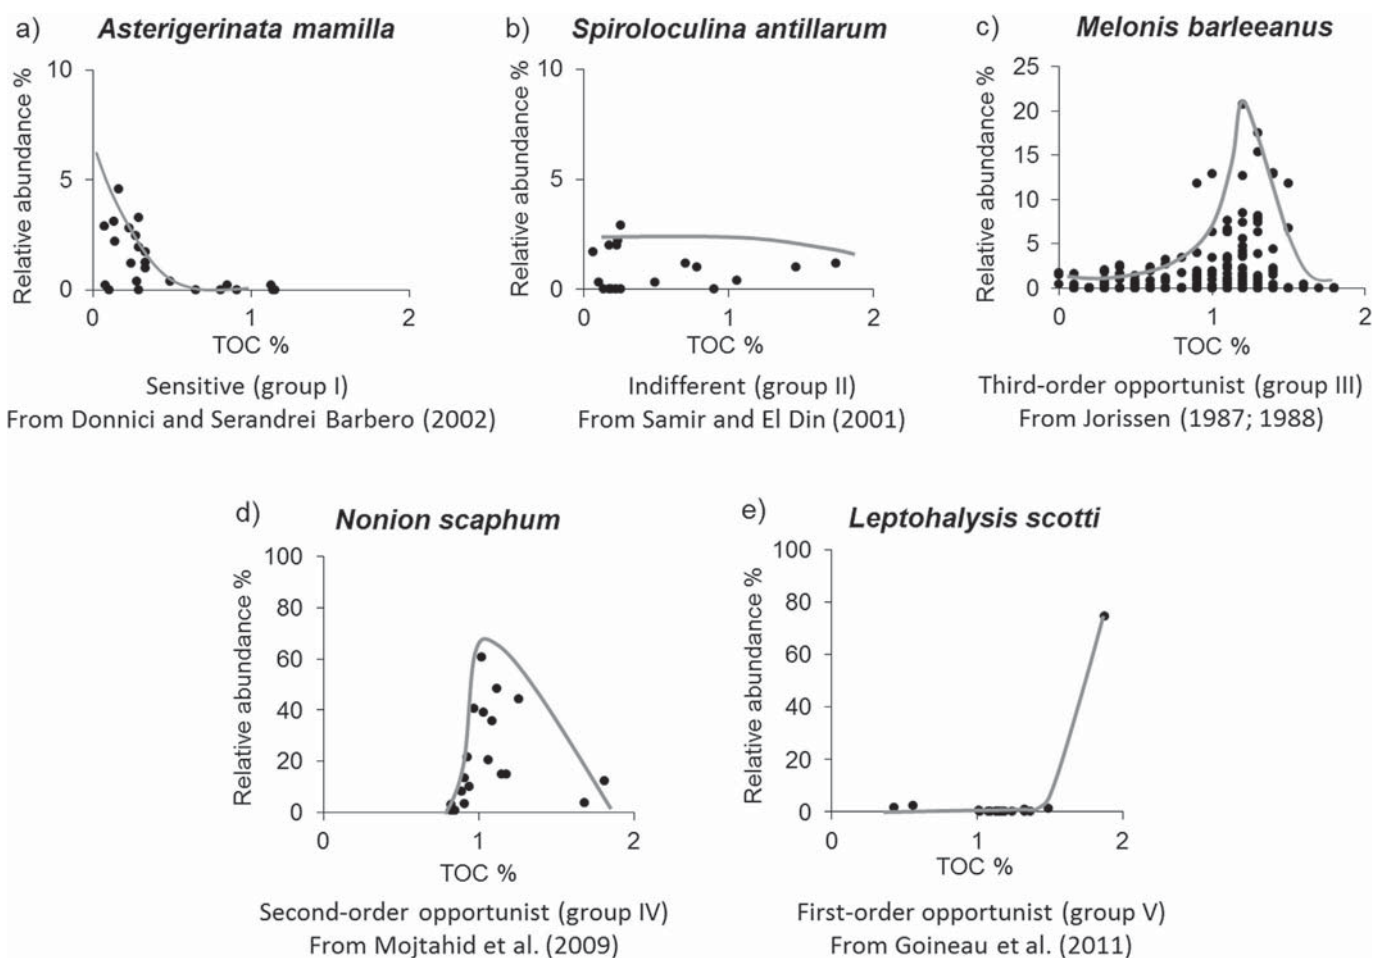 a) Asterigerinata mamilla
Relative abundance %
10
5
0
0 1 2
TOC %
Sensitive (group I)
From Donnici and Serandrei Barbero (2002)
b) Spiroloculina antillarum
Relative abundance %
10
5
0
0 1 2
TOC %
Indifferent (group II)
From Samir and El Din (2001)
c) Melonis barleeanus
Relative abundance %
25
20
15
10
5
0
0 1 2
TOC %
Third-order opportunist (group III)
From Jorissen (1987; 1988)
d) Nonion scaphum
Relative abundance %
100
80
60
40
20
0
0 1 2
TOC %
Second-order opportunist (group IV)
From Mojtahid et al. (2009)
e) Leptohalysis scotti
Relative abundance %
100
80
60
40
20
0
0 1 2
TOC %
First-order opportunist (group V)
From Goineau et al. (2011)